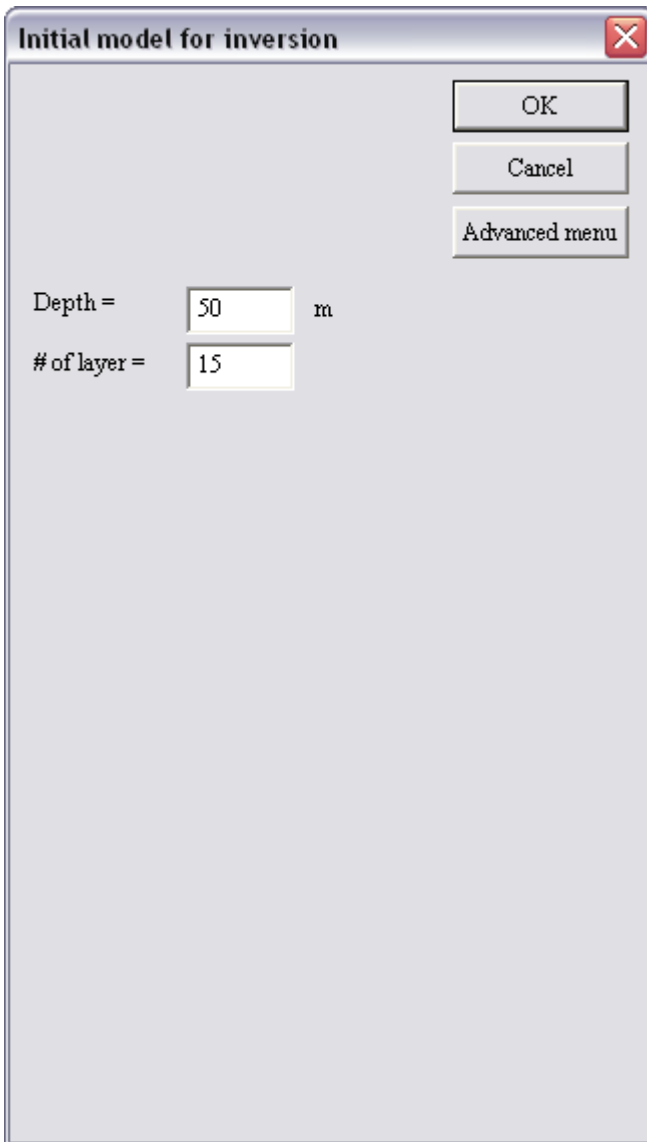 Initial model for inversion
OK
Cancel
Advanced menu
Depth = 50 m
# of layer = 15